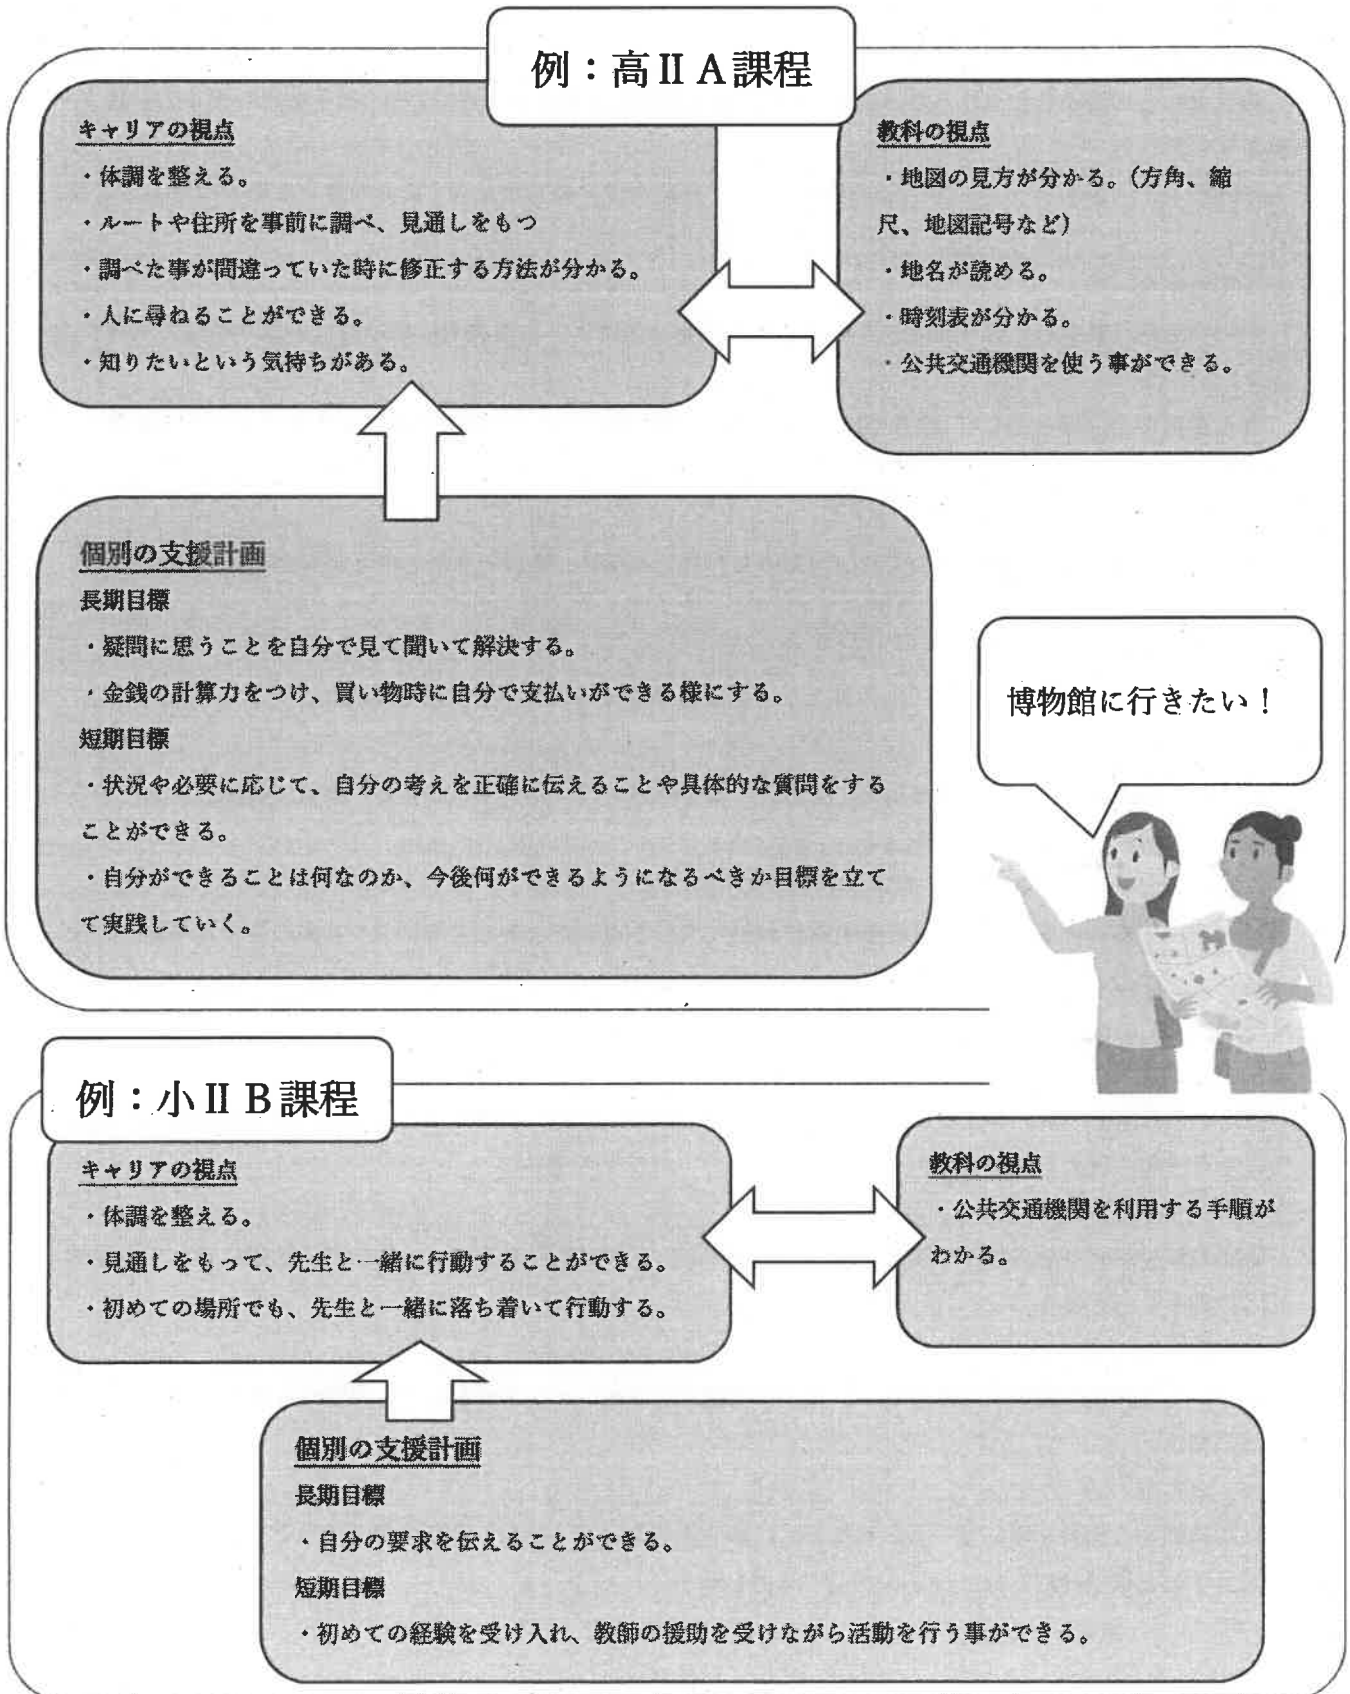 例：高ⅡA課程
キャリアの視点
・体調を整える。
・ルートや住所を事前に調べ、見通しをもつ
・調べた事が間違っていた時に修正する方法が分かる。
・人に尋ねることができる。
・知りたいという気持ちがある。
教科の視点
・地図の見方が分かる。（方角、縮
尺、地図記号など）
・地名が読める。
・時刻表が分かる。
・公共交通機関を使う事ができる。
個別の支援計画
長期目標
・疑問に思うことを自分で見て聞いて解決する。
・金銭の計算力をつけ、買い物時に自分で支払いができる様にする。
短期目標
・状況や必要に応じて、自分の考えを正確に伝えることや具体的な質問をする
ことができる。
・自分ができることは何なのか、今後何ができるようになるべきか目標を立て
て実践していく。
博物館に行きたい！
例：小ⅡB課程
キャリアの視点
・体調を整える。
・見通しをもって、先生と一緒に行動することができる。
・初めての場所でも、先生と一緒に落ち着いて行動する。
教科の視点
・公共交通機関を利用する手順が
わかる。
個別の支援計画
長期目標
・自分の要求を伝えることができる。
短期目標
・初めての経験を受け入れ、教師の援助を受けながら活動を行う事ができる。